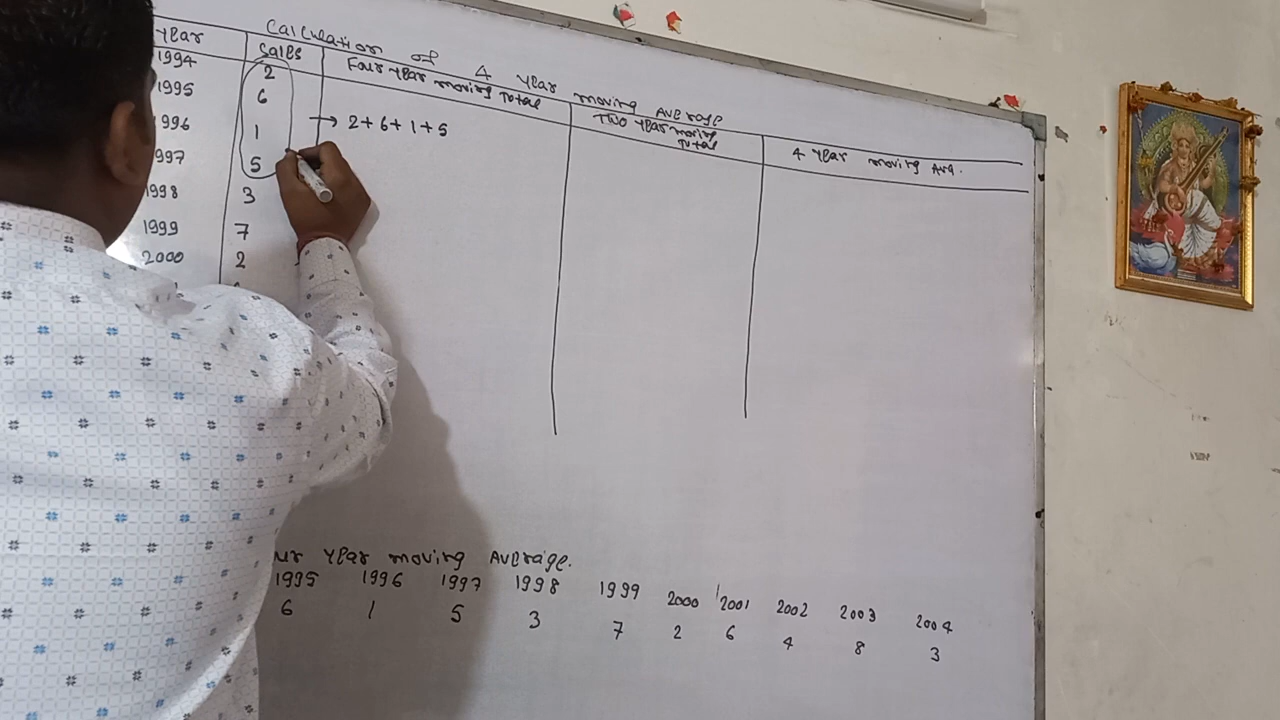 Calculation of 4 Year moving Average
Year Sales Four Year moving Total Two Year moving Total 4 Year moving Avg.
1994 2
1995 6
1996 1 → 2+6+1+5
1997 5
1998 3
1999 7
2000 2
Year moving Average.
1995 1996 1997 1998 1999 2000 2001 2002 2003 2004
6 1 5 3 7 2 6 4 8 3